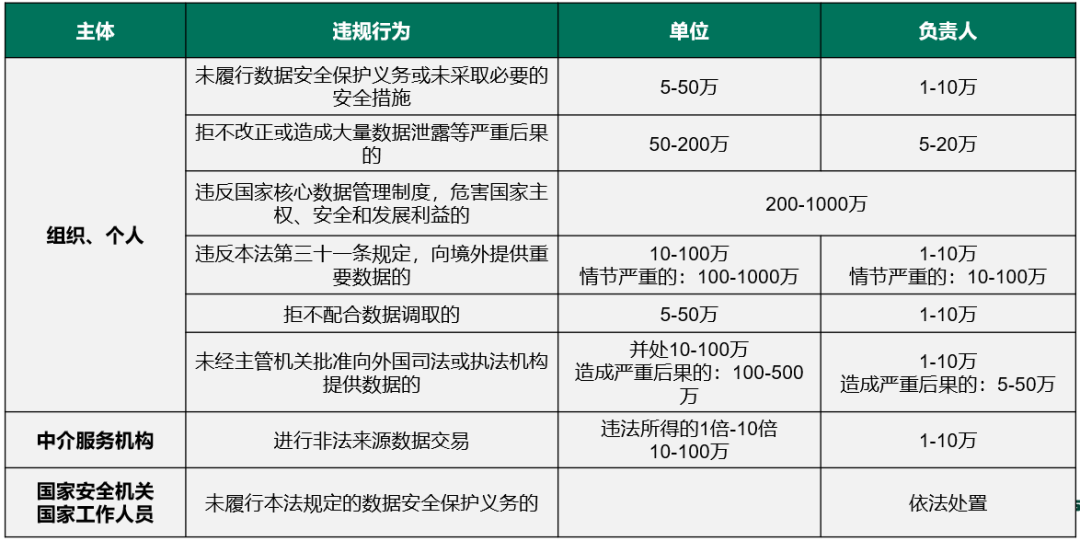 主体 违规行为 单位 负责人
组织、个人
未履行数据安全保护义务或未采取必要的
安全措施
5-50万
1-10万
拒不改正或造成大量数据泄露等严重后果
的
50-200万
5-20万
违反国家核心数据管理制度，危害国家主
权、安全和发展利益的
200-1000万
违反本法第三十一条规定，向境外提供重
要数据的
10-100万
情节严重的：100-1000万
1-10万
情节严重的：10-100万
拒不配合数据调取的
5-50万
1-10万
未经主管机关批准向外国司法或执法机构
提供数据的
并处10-100万
造成严重后果的：100-500
万
1-10万
造成严重后果的：5-50万
中介服务机构
进行非法来源数据交易
违法所得的1倍-10倍
10-100万
1-10万
国家安全机关
国家工作人员
未履行本法规定的数据安全保护义务的
依法处置